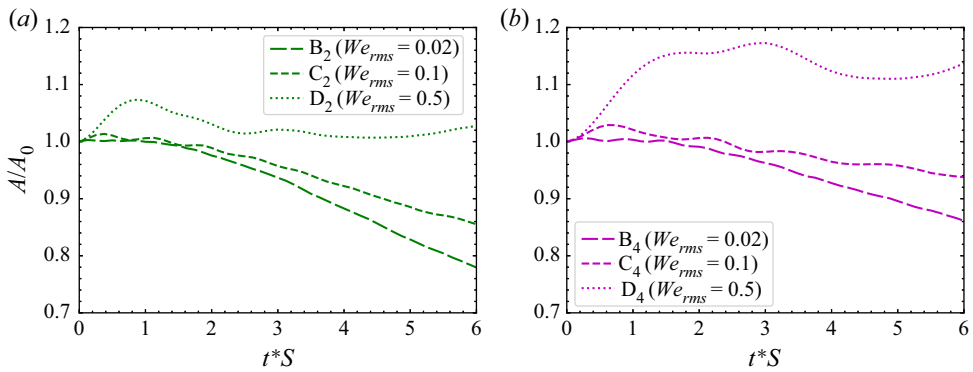 (a)
1.2
1.1
1.0
0.9
0.8
0.7
A/A0
B2 (Werms = 0.02)
C2 (Werms = 0.1)
D2 (Werms = 0.5)
0 1 2 3 4 5 6
t*S
(b)
1.2
1.1
1.0
0.9
0.8
0.7
B4 (Werms = 0.02)
C4 (Werms = 0.1)
D4 (Werms = 0.5)
0 1 2 3 4 5 6
t*S